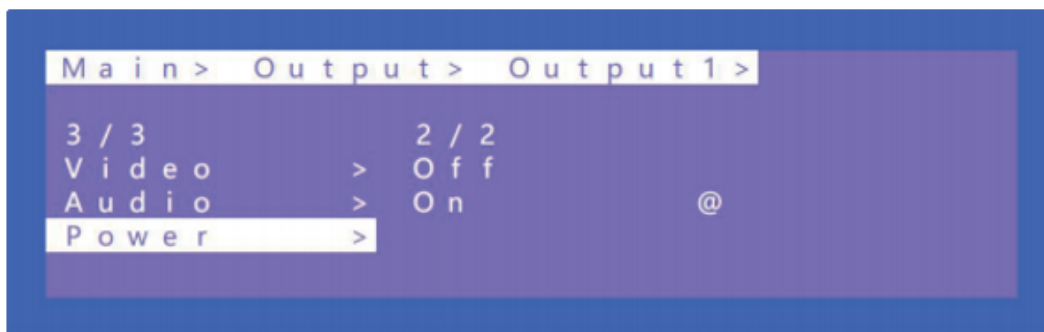 Main> Output> Output1>
3/3 2/2
Video > Off
Audio > On @
Power >